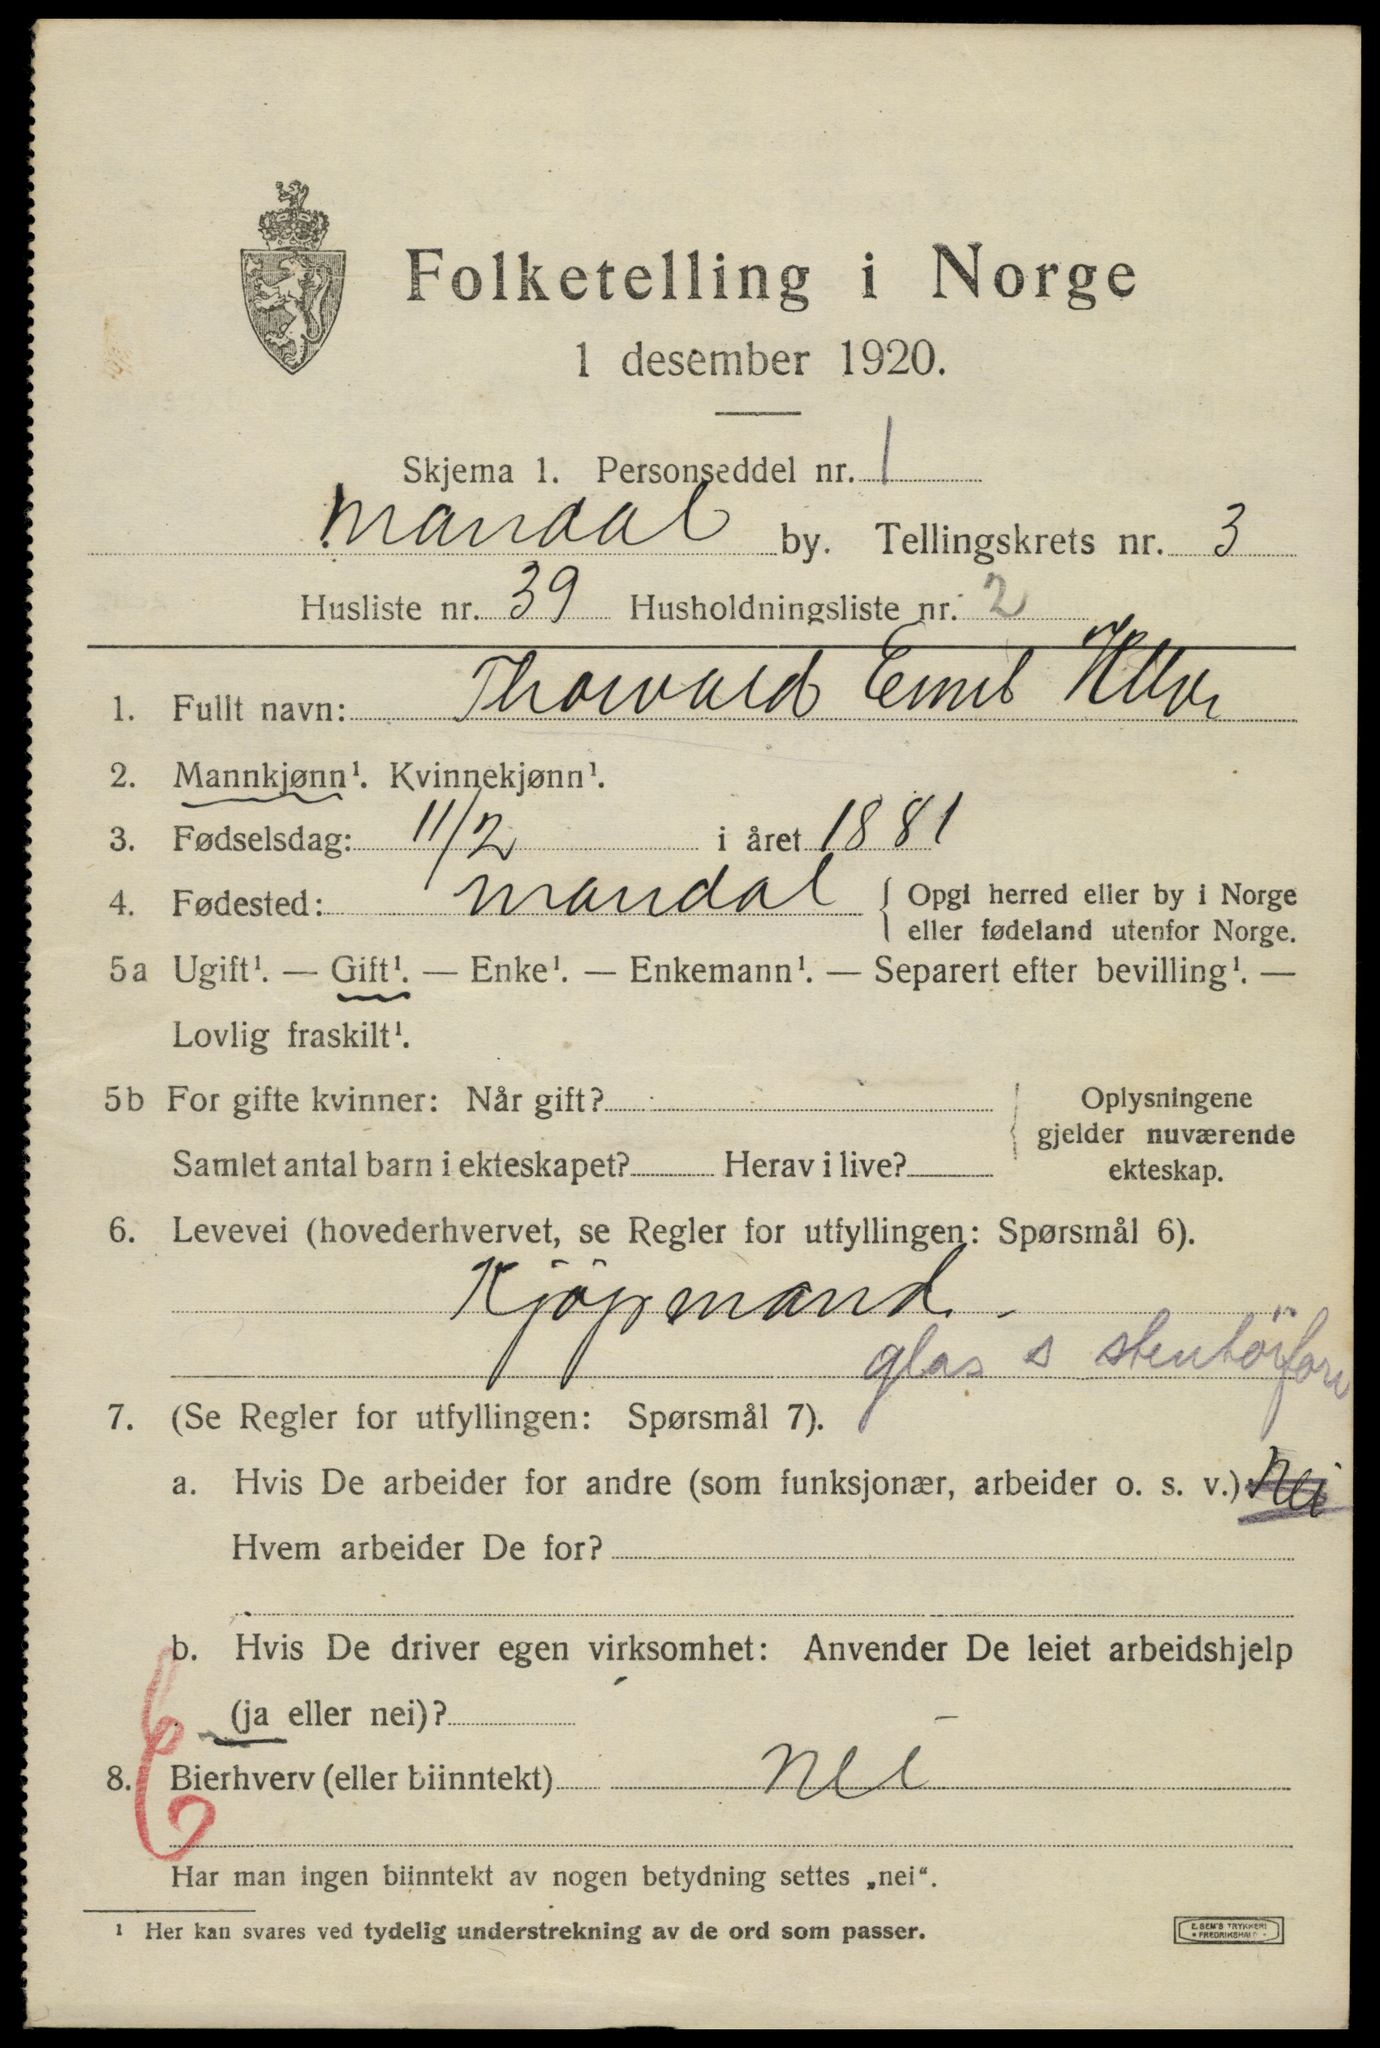 Folketelling i Norge
1 desember 1920.
Skjema 1. Personseddel nr. 1
Mandal by. Tellingskrets nr. 3
Husliste nr. 39 Husholdningsliste nr. 2
1. Fullt navn: Thorvald Emil
2. Mannkjønn¹. Kvinnekjønn¹.
3. Fødselsdag: 11/2 i året 1881
4. Fødested: Mandal { Opgi herred eller by i Norge
eller fødeland utenfor Norge.
5a Ugift¹. — Gift¹. — Enke¹. — Enkemann¹. — Separert efter bevilling¹. —
Lovlig fraskilt¹.
5b For gifte kvinner: Når gift?
Samlet antal barn i ekteskapet? Herav i live?
Oplysningene
gjelder nuværende
ekteskap.
6. Levevei (hovederhvervet, se Regler for utfyllingen: Spørsmål 6).
Kjöpmand.
glas s stentöiforr
7. (Se Regler for utfyllingen: Spørsmål 7).
a. Hvis De arbeider for andre (som funksjonær, arbeider o. s. v.) Nei
Hvem arbeider De for?
b. Hvis De driver egen virksomhet: Anvender De leiet arbeidshjelp
(ja eller nei)?
8. Bierhverv (eller biinntekt) nei
Har man ingen biinntekt av nogen betydning settes „nei“.
¹ Her kan svares ved tydelig understrekning av de ord som passer.
E. SEM'S TRYKKERI
• FREDRIKSHALD •